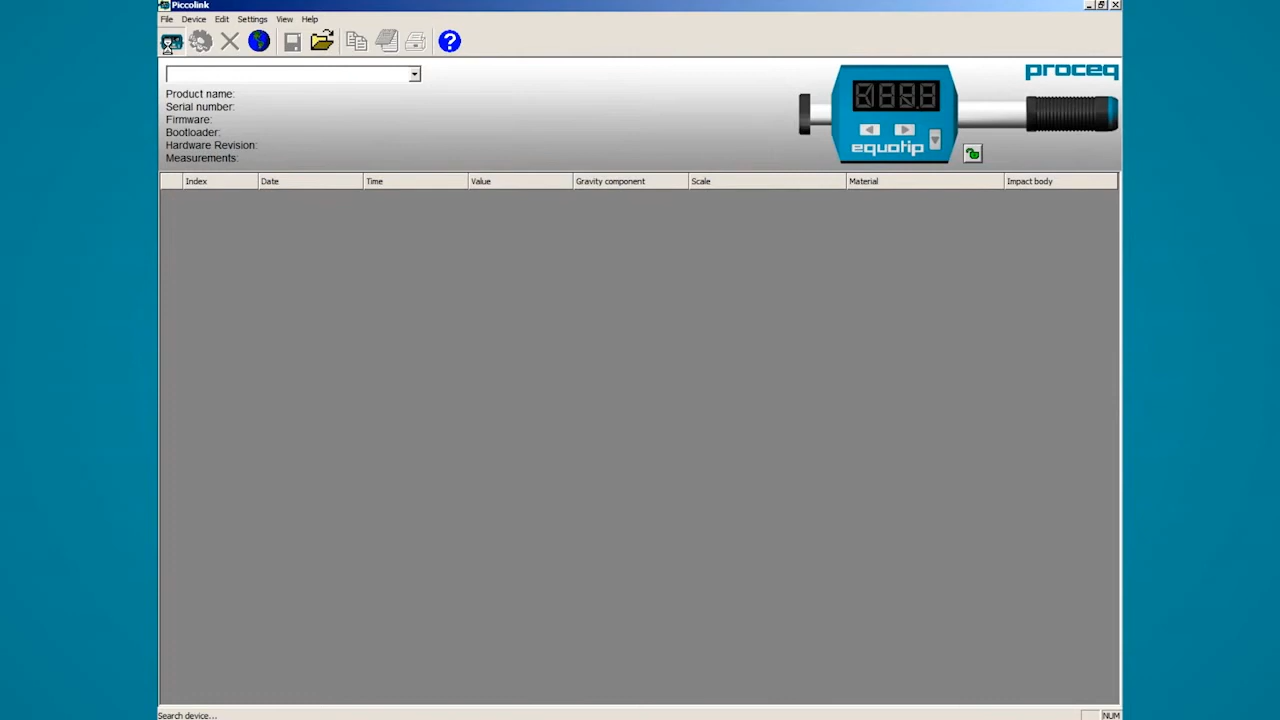 Piccolink
File Device Edit Settings View Help
proceq
Product name:
Serial number:
Firmware:
Bootloader:
Hardware Revision:
Measurements:
equotip
Index Date Time Value Gravity component Scale Material Impact body
Search device... NUM